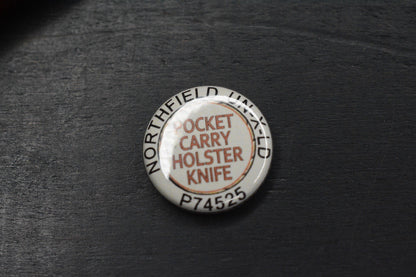 NORTHFIELD UN-X-LD
POCKET
CARRY
HOLSTER
KNIFE
P74525